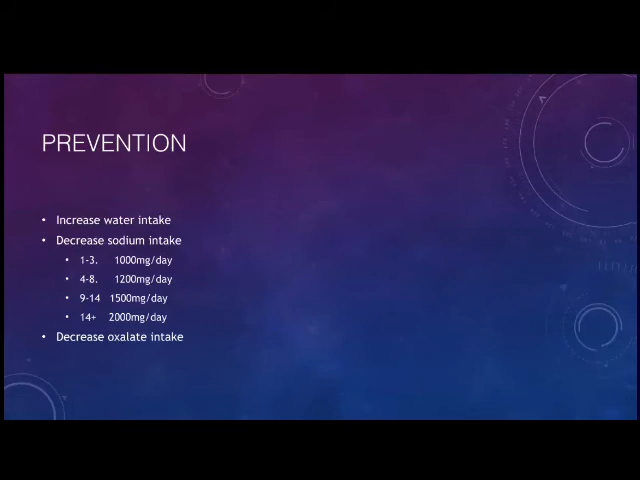 PREVENTION
• Increase water intake
• Decrease sodium intake
• 1-3. 1000mg/day
• 4-8. 1200mg/day
• 9-14 1500mg/day
• 14+ 2000mg/day
• Decrease oxalate intake